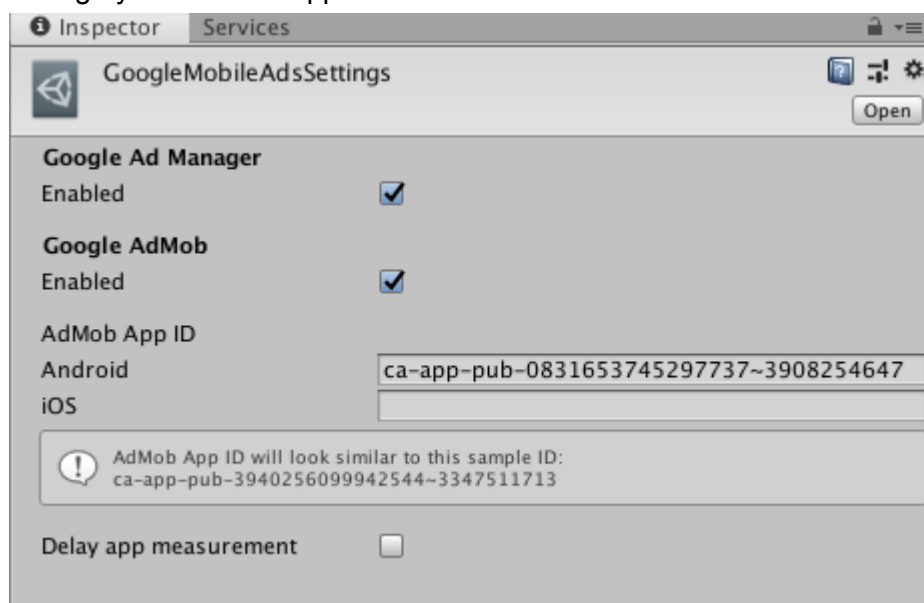 Inspector Services
GoogleMobileAdsSettings
Open
Google Ad Manager
Enabled
Google AdMob
Enabled
AdMob App ID
Android ca-app-pub-0831653745297737~3908254647
iOS
AdMob App ID will look similar to this sample ID:
ca-app-pub-3940256099942544~3347511713
Delay app measurement